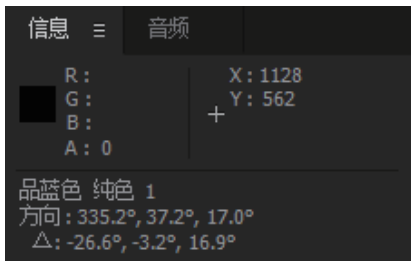 信息 ≡ 音频
R : X : 1128
G : Y : 562
B :
A : 0
品蓝色 纯色 1
方向 : 335.2°, 37.2°, 17.0°
△ : -26.6°, -3.2°, 16.9°